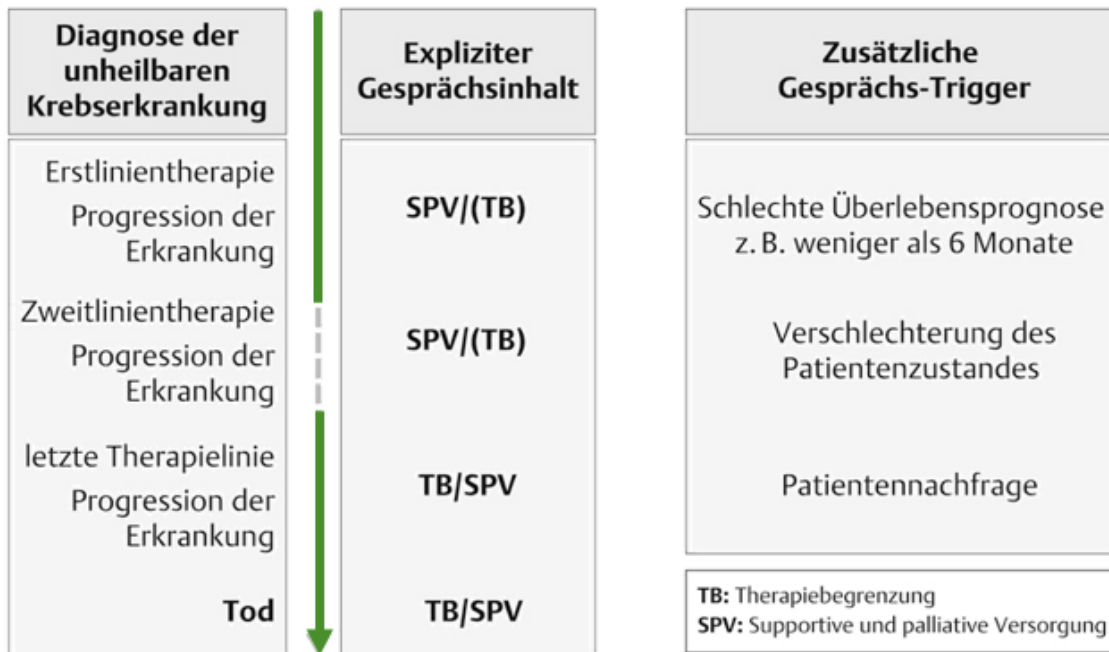 Diagnose der
unheilbaren
Krebserkrankung
Erstlinientherapie
Progression der
Erkrankung
Zweitlinientherapie
Progression der
Erkrankung
letzte Therapielinie
Progression der
Erkrankung
Tod
Expliziter
Gesprächsinhalt
SPV/(TB)
SPV/(TB)
TB/SPV
TB/SPV
Zusätzliche
Gesprächs-Trigger
Schlechte Überlebensprognose
z. B. weniger als 6 Monate
Verschlechterung des
Patientenzustandes
Patientennachfrage
TB: Therapiebegrenzung
SPV: Supportive und palliative Versorgung